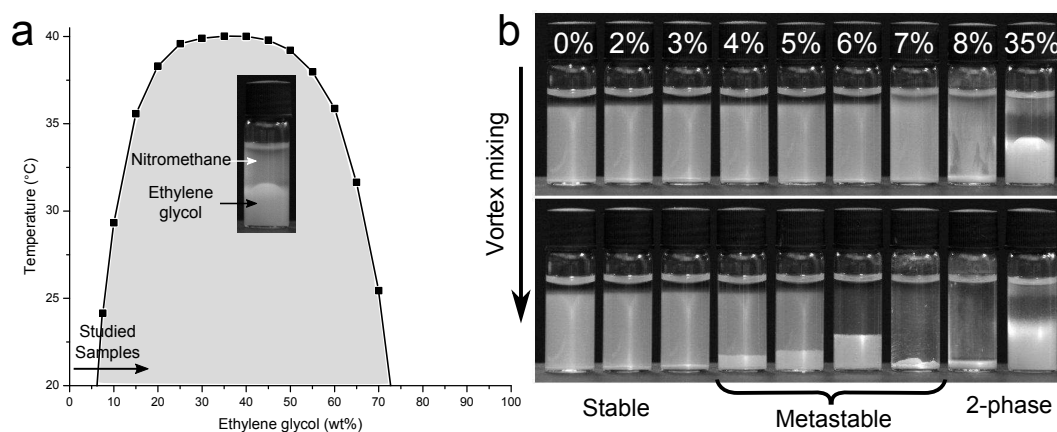 a
Temperature (°C)
40
35
30
25
20
Nitromethane
Ethylene
glycol
Studied
Samples
0 10 20 30 40 50 60 70 80 90 100
Ethylene glycol (wt%)
b
Vortex mixing
0% 2% 3% 4% 5% 6% 7% 8% 35%
Stable
Metastable
2-phase